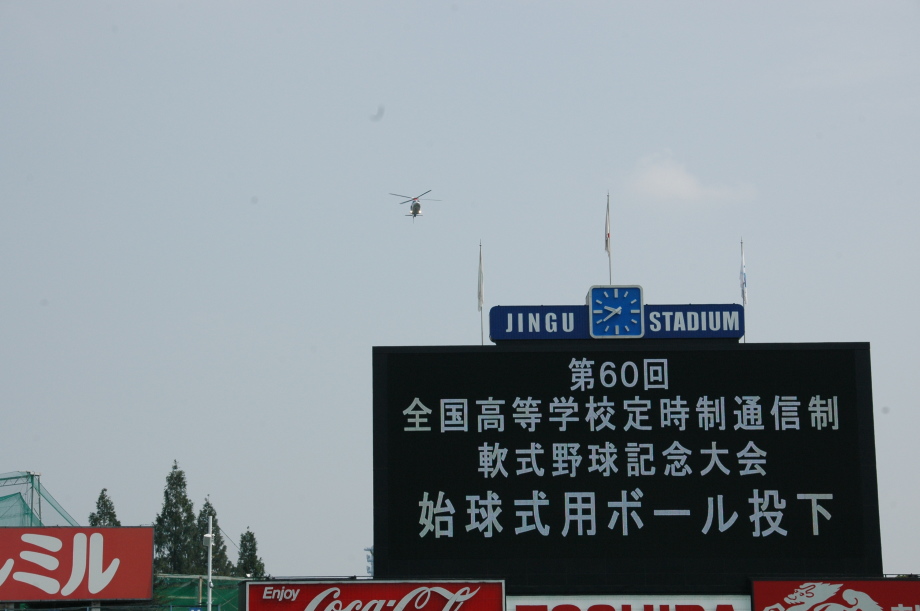 JINGU STADIUM
第60回
全国高等学校定時制通信制
軟式野球記念大会
始球式用ボール投下
ミル
Enjoy
Coca-Cola
TOSHIBA